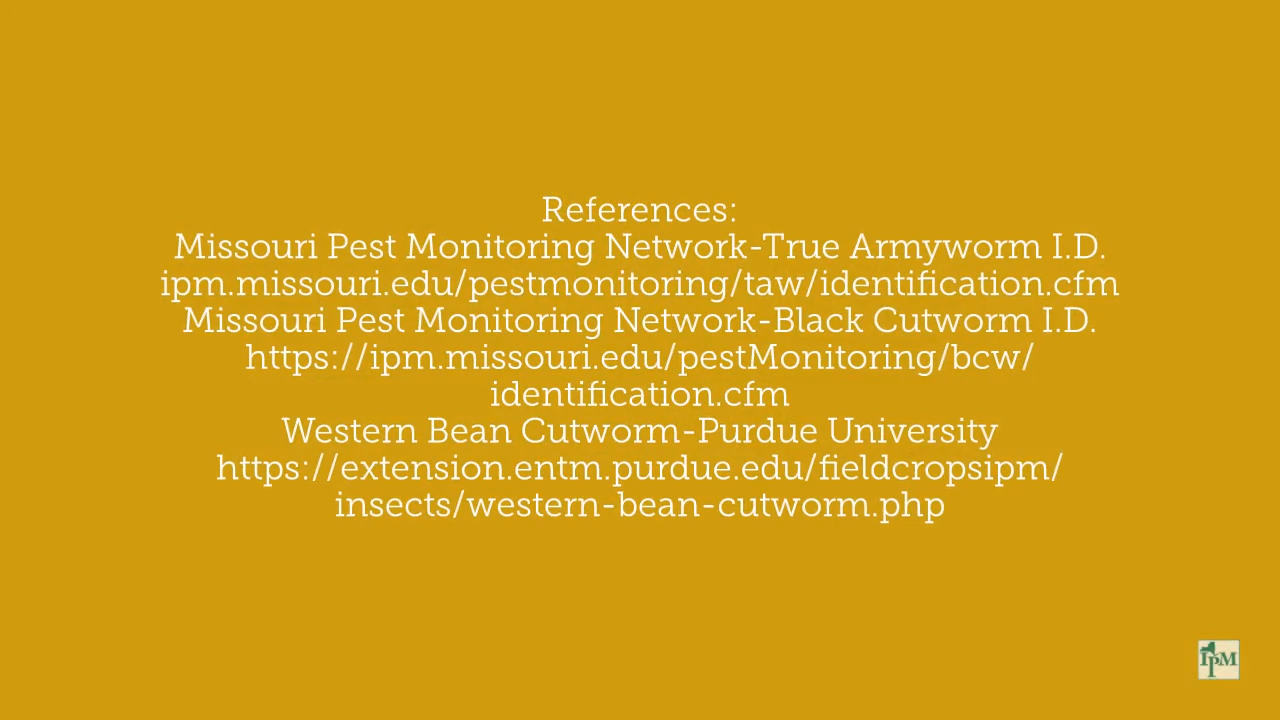 References:
Missouri Pest Monitoring Network-True Armyworm I.D.
ipm.missouri.edu/pestmonitoring/taw/identification.cfm
Missouri Pest Monitoring Network-Black Cutworm I.D.
https://ipm.missouri.edu/pestMonitoring/bcw/
identification.cfm
Western Bean Cutworm-Purdue University
https://extension.entm.purdue.edu/fieldcropsipm/
insects/western-bean-cutworm.php
IPM